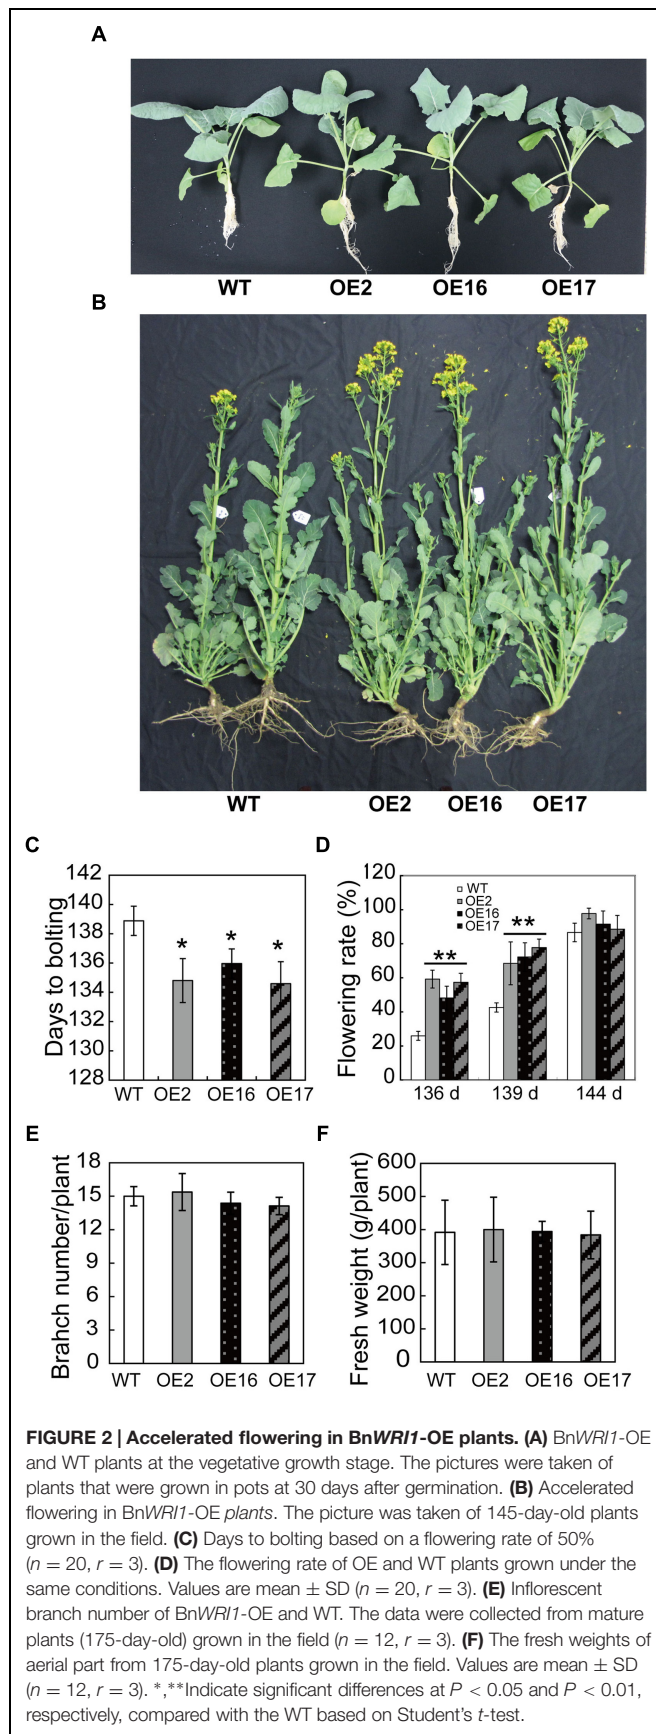 A
WT OE2 OE16 OE17
B
WT OE2 OE16 OE17
C
Days to bolting
142
140
138
136
134
132
130
128
* * *
WT OE2 OE16 OE17
D
Flowering rate (%)
120
100
80
60
40
20
0
WT
OE2
OE16
OE17
** **
136 d 139 d 144 d
E
Brahch number/plant
18
15
12
9
6
3
0
WT OE2 OE16 OE17
F
Fresh weight (g/plant)
600
500
400
300
200
100
0
WT OE2 OE16 OE17
FIGURE 2 | Accelerated flowering in BnWRI1-OE plants. (A) BnWRI1-OE
and WT plants at the vegetative growth stage. The pictures were taken of
plants that were grown in pots at 30 days after germination. (B) Accelerated
flowering in BnWRI1-OE plants. The picture was taken of 145-day-old plants
grown in the field. (C) Days to bolting based on a flowering rate of 50%
(n = 20, r = 3). (D) The flowering rate of OE and WT plants grown under the
same conditions. Values are mean ± SD (n = 20, r = 3). (E) Inflorescent
branch number of BnWRI1-OE and WT. The data were collected from mature
plants (175-day-old) grown in the field (n = 12, r = 3). (F) The fresh weights of
aerial part from 175-day-old plants grown in the field. Values are mean ± SD
(n = 12, r = 3). *,**Indicate significant differences at P < 0.05 and P < 0.01,
respectively, compared with the WT based on Student's t-test.